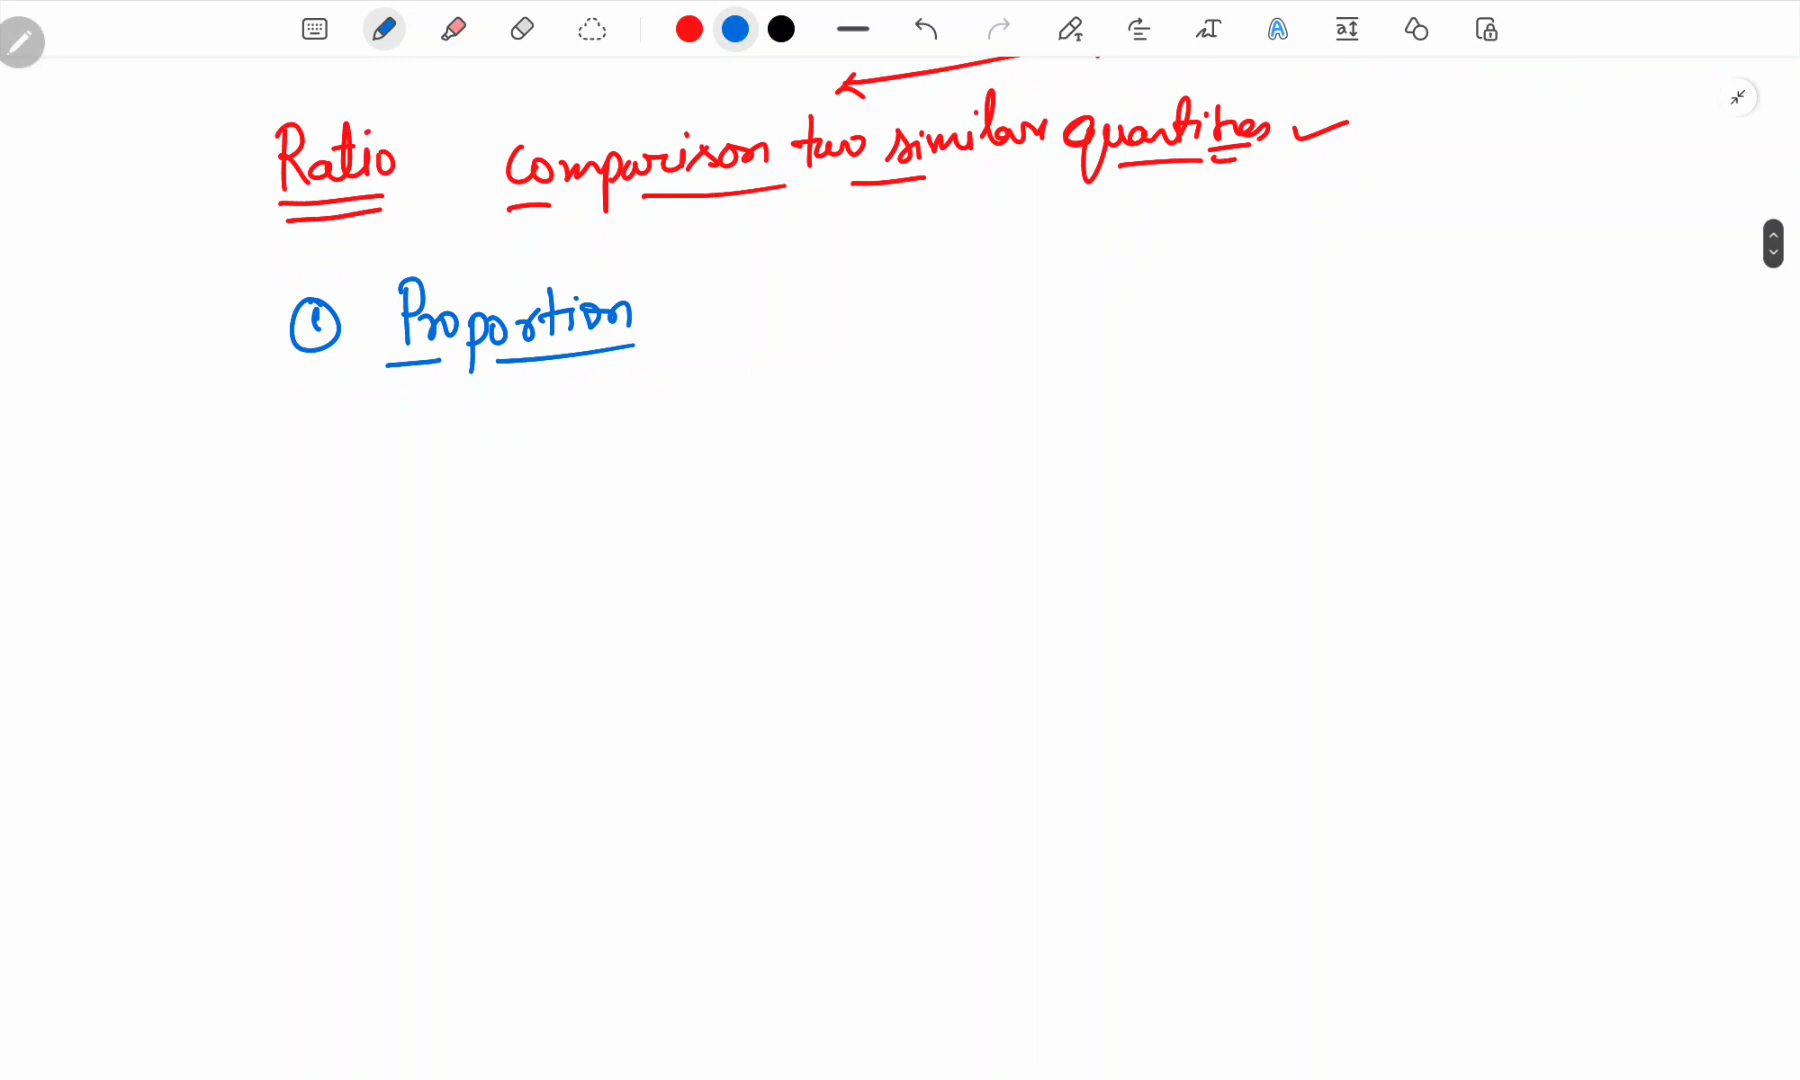 Ratio comparison two similar quantities ✓
① Proportion